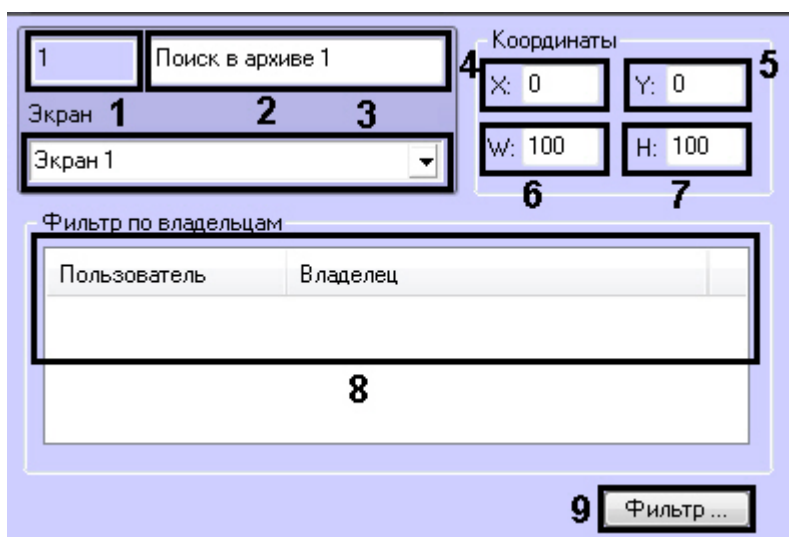 1 Поиск в архиве 1
Экран 1 2 3
Экран 1
Координаты
4 X: 0 Y: 0 5
W: 100 H: 100
6 7
Фильтр по владельцам
Пользователь Владелец
8
9 Фильтр ...